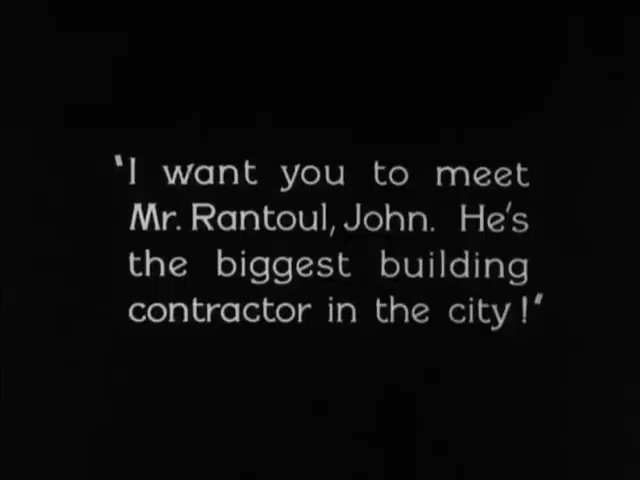 "I want you to meet
Mr. Rantoul, John. He's
the biggest building
contractor in the city!"